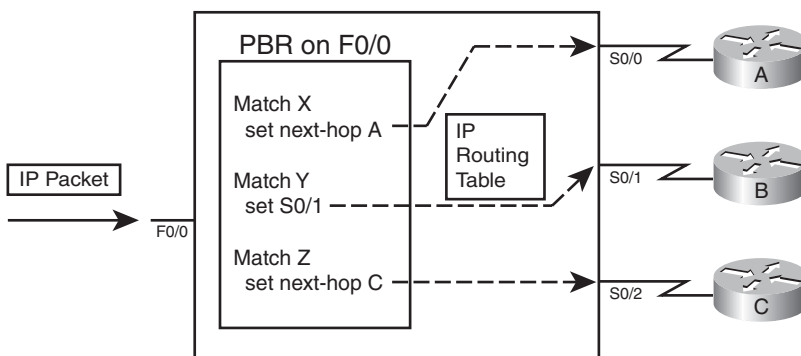 PBR on F0/0
Match X
set next-hop A
Match Y
set S0/1
Match Z
set next-hop C
IP Packet
F0/0
IP
Routing
Table
S0/0
A
S0/1
B
S0/2
C